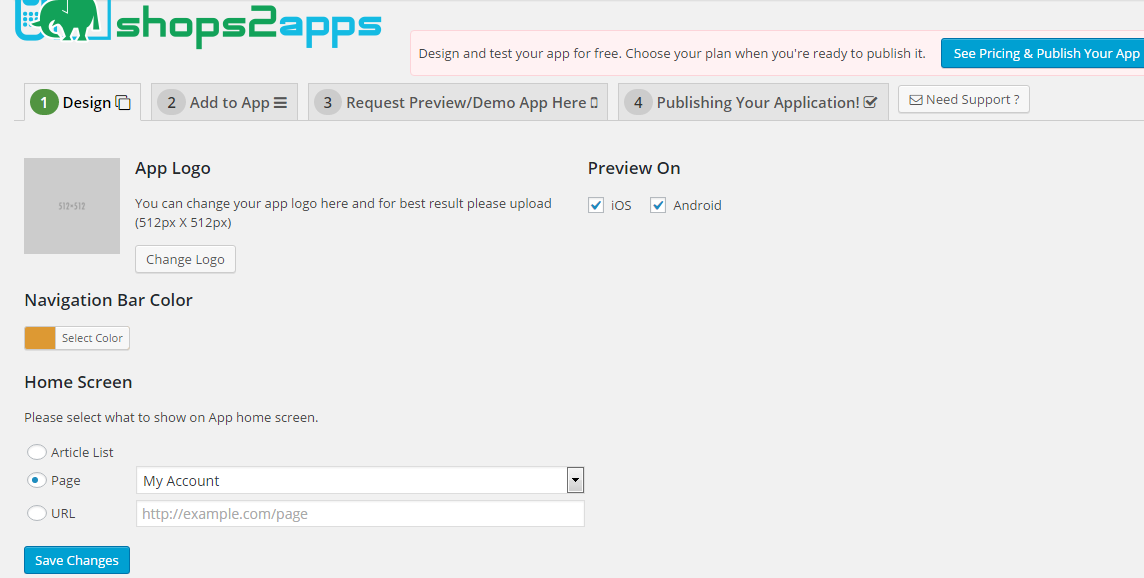 shops2apps
Design and test your app for free. Choose your plan when you're ready to publish it.
See Pricing & Publish Your App
1 Design
2 Add to App
3 Request Preview/Demo App Here
4 Publishing Your Application!
Need Support ?
512×512
App Logo
You can change your app logo here and for best result please upload
(512px X 512px)
Change Logo
Preview On
iOS
Android
Navigation Bar Color
Select Color
Home Screen
Please select what to show on App home screen.
Article List
Page
My Account
URL
http://example.com/page
Save Changes